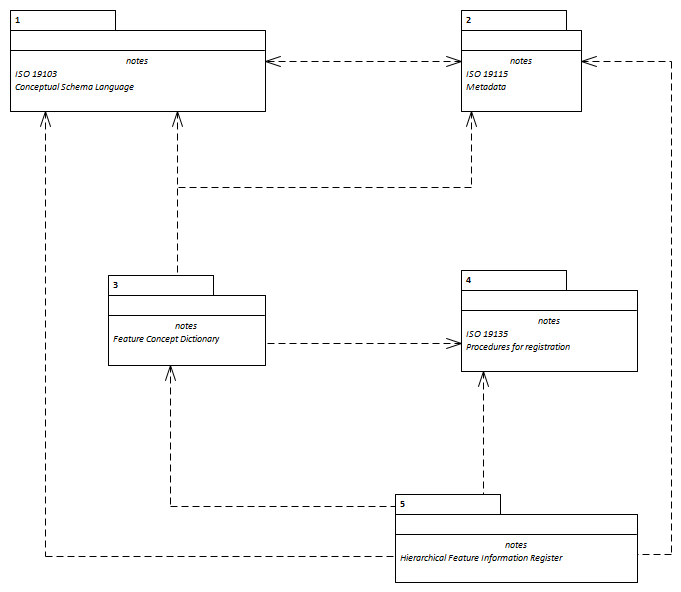 1
notes
ISO 19103
Conceptual Schema Language
2
notes
ISO 19115
Metadata
3
notes
Feature Concept Dictionary
4
notes
ISO 19135
Procedures for registration
5
notes
Hierarchical Feature Information Register